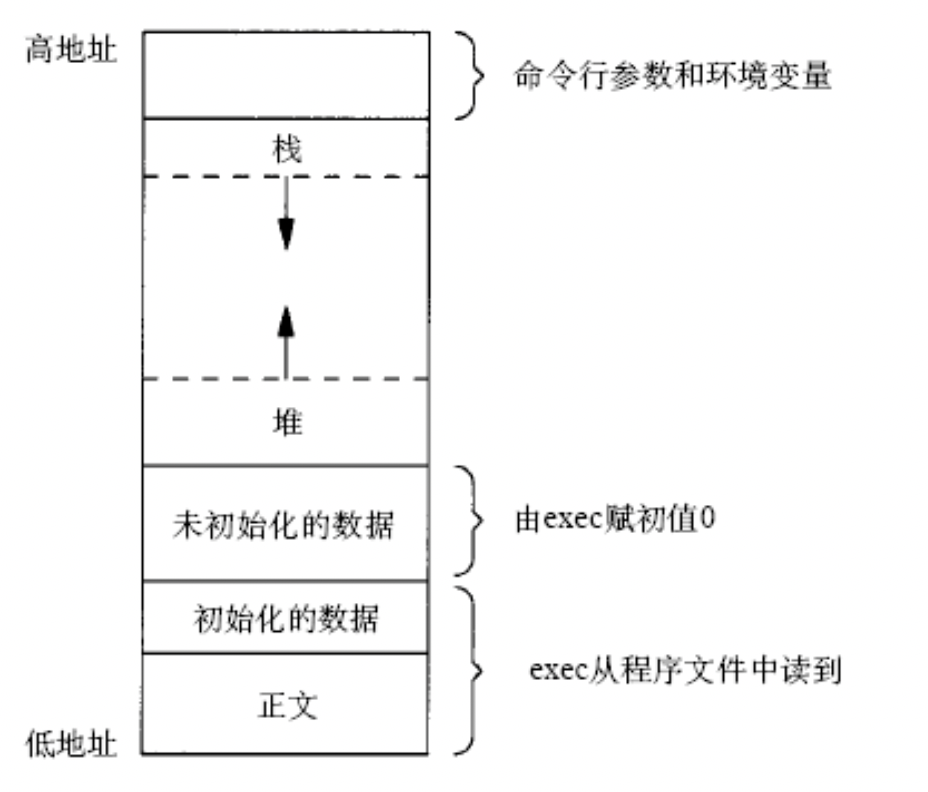 高地址
命令行参数和环境变量
栈
堆
未初始化的数据
由exec赋初值0
初始化的数据
exec从程序文件中读到
正文
低地址